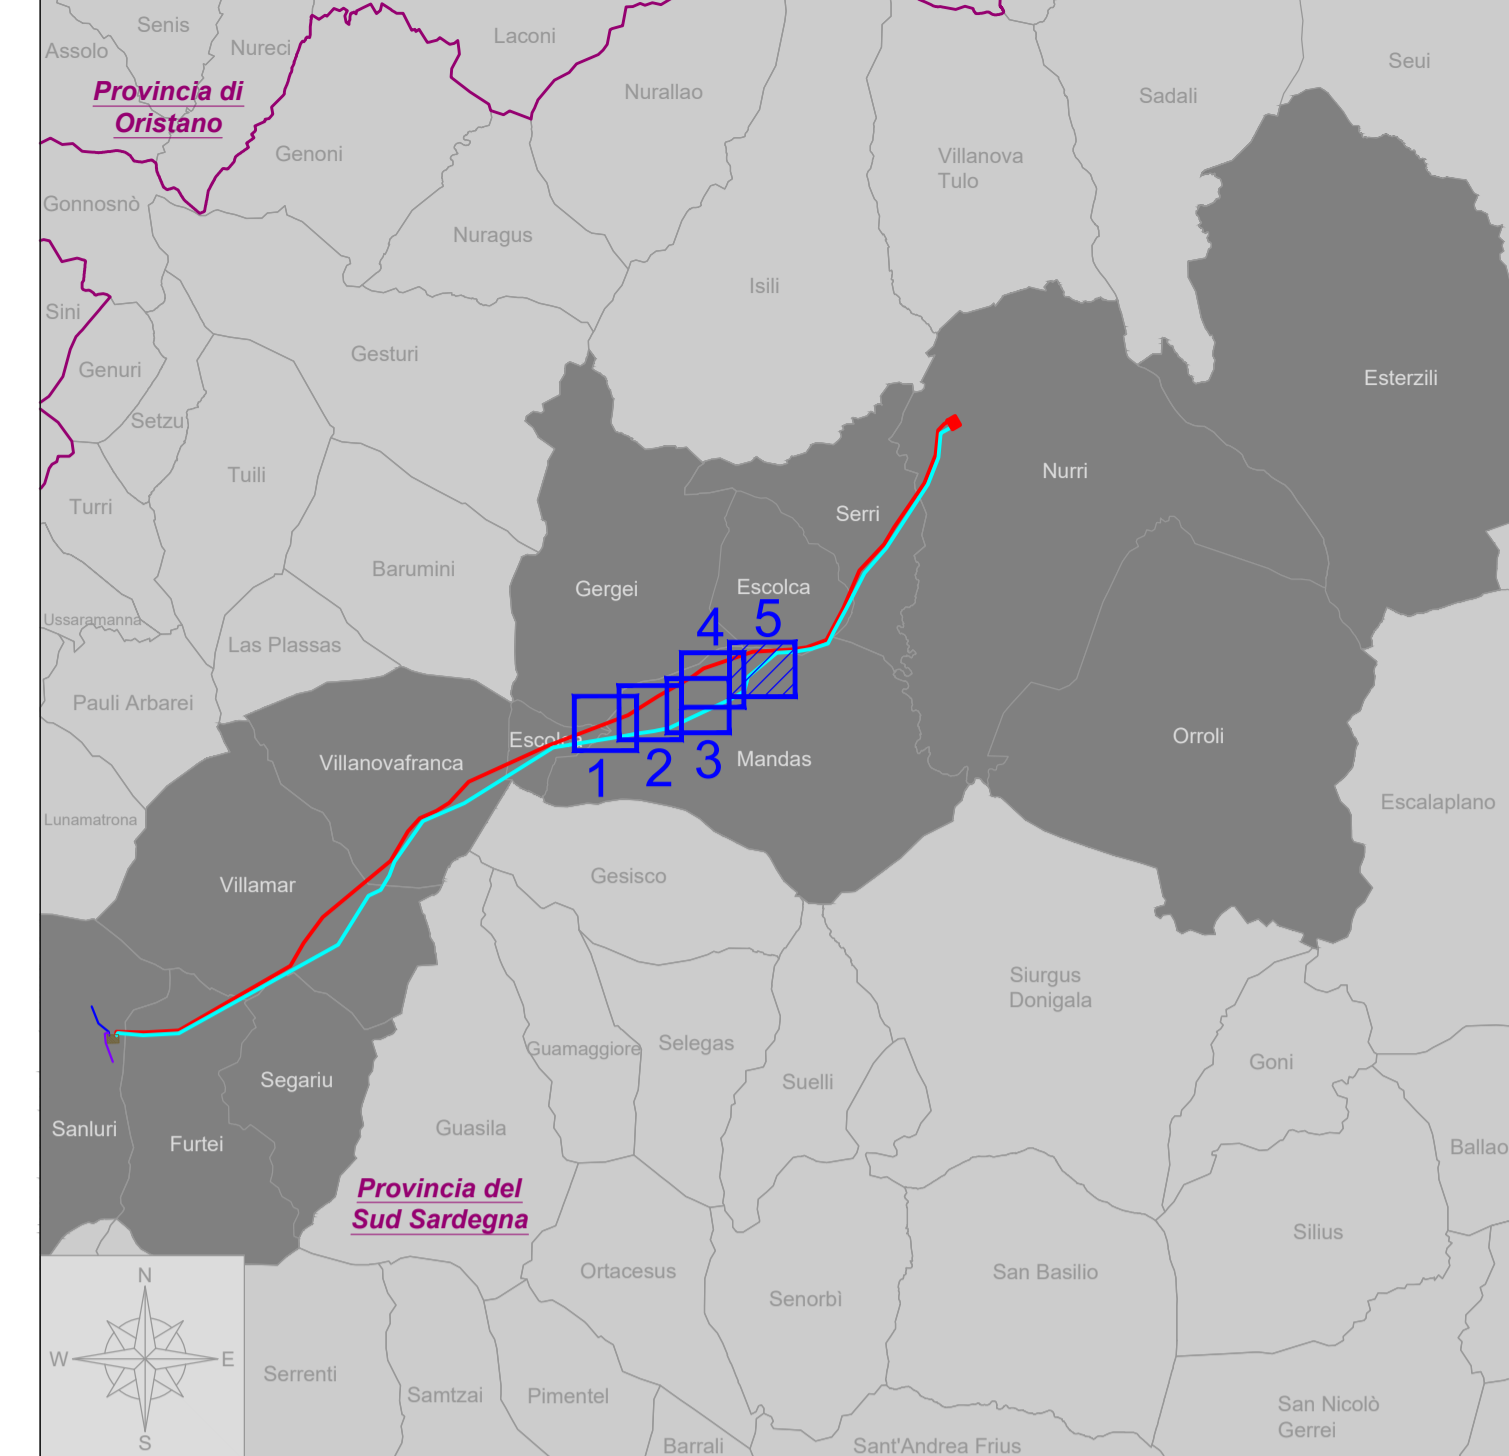 Senis
Laconi
Assolo
Nureci
Seui
Provincia di
Oristano
Nurallao
Sadali
Genoni
Villanova
Tulo
Gonnosnò
Nuragus
Isili
Sini
Gesturi
Genuri
Esterzili
Setzu
Tuili
Nurri
Turri
Serri
Barumini
Gergei
Escolca
Ussaramanna
4
5
Las Plassas
Pauli Arbarei
Escolca
Orroli
Villanovafranca
1
2
3
Mandas
Escalaplano
Lunamatrona
Gesisco
Villamar
Siurgus
Donigala
Guamaggiore
Selegas
Goni
Segariu
Suelli
Sanluri
Furtei
Guasila
Ballao
Provincia del
Sud Sardegna
Silius
Ortacesus
San Basilio
Senorbì
N
W
E
S
Serrenti
Samtzai
Pimentel
San Nicolò
Gerrei
Barrali
Sant'Andrea Frius